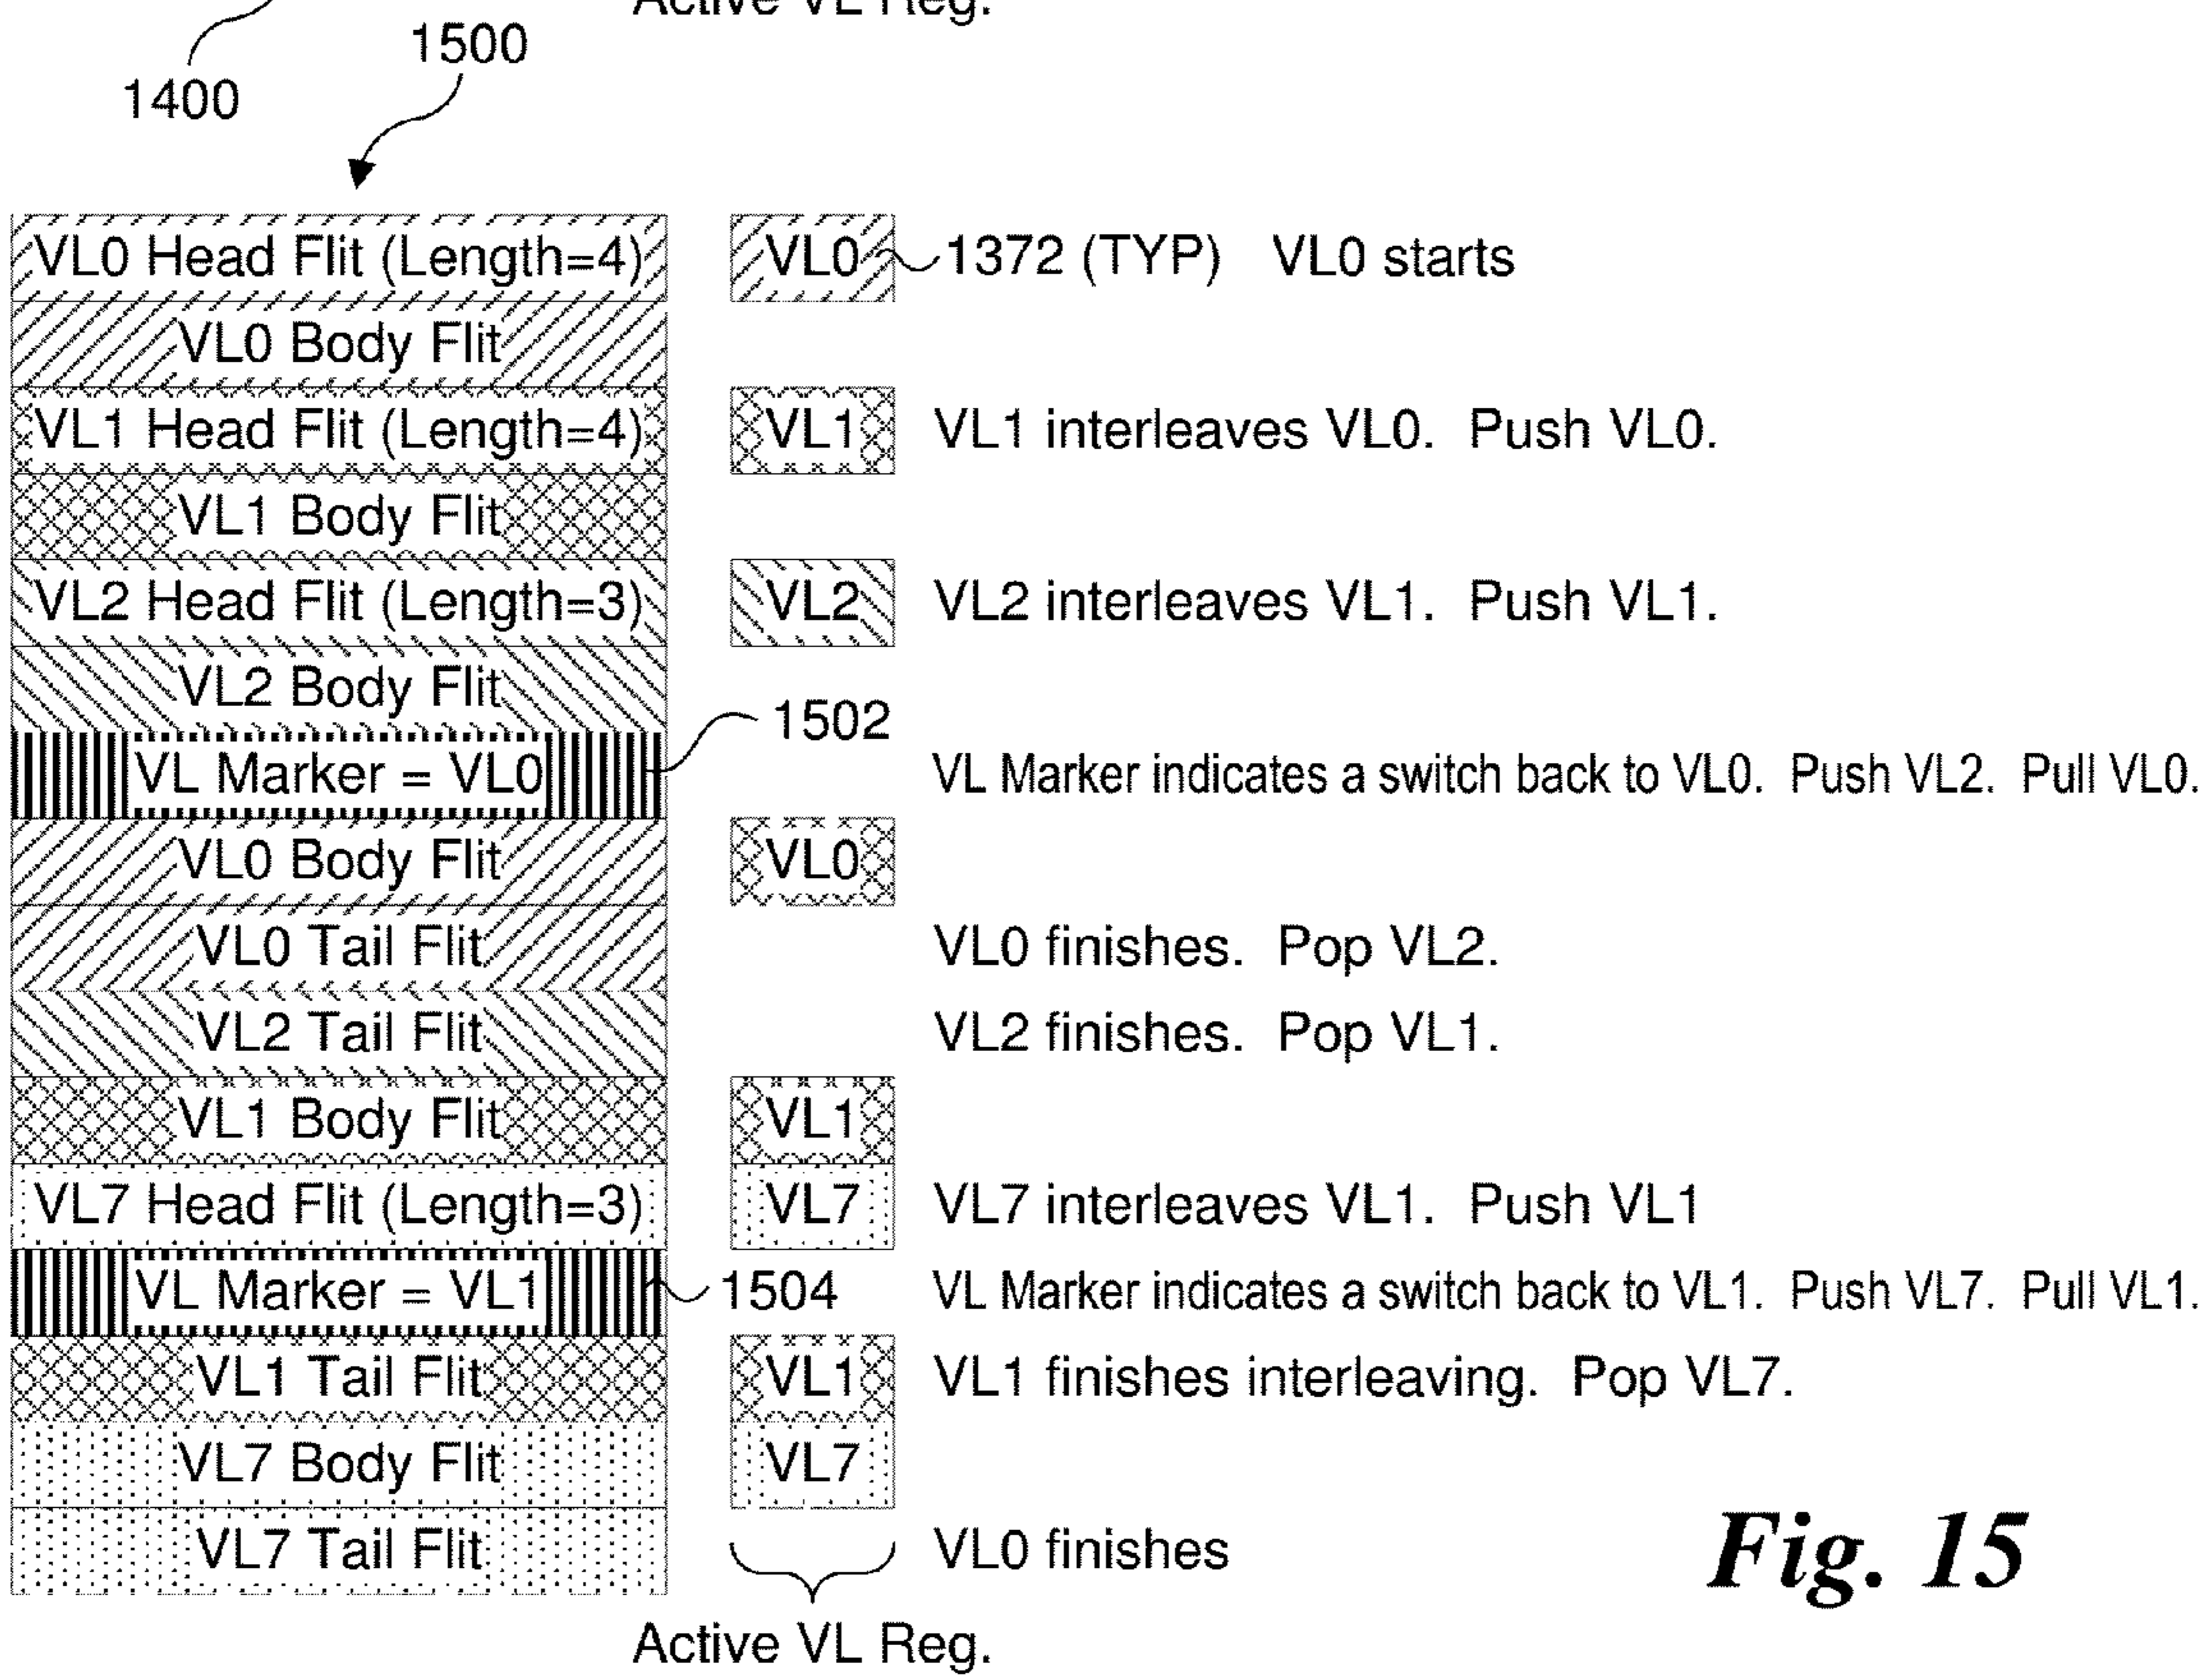 Active VL Reg.
1500
1400
VL0 Head Flit (Length=4) VL0 1372 (TYP) VL0 starts
VL0 Body Flit
VL1 Head Flit (Length=4) VL1 VL1 interleaves VL0. Push VL0.
VL1 Body Flit
VL2 Head Flit (Length=3) VL2 VL2 interleaves VL1. Push VL1.
VL2 Body Flit
1502
VL Marker = VL0 VL Marker indicates a switch back to VL0. Push VL2. Pull VL0.
VL0 Body Flit VL0
VL0 Tail Flit VL0 finishes. Pop VL2.
VL2 Tail Flit VL2 finishes. Pop VL1.
VL1 Body Flit VL1
VL7 Head Flit (Length=3) VL7 VL7 interleaves VL1. Push VL1
VL Marker = VL1 1504 VL Marker indicates a switch back to VL1. Push VL7. Pull VL1.
VL1 Tail Flit VL1 VL1 finishes interleaving. Pop VL7.
VL7 Body Flit VL7
VL7 Tail Flit VL0 finishes
Fig. 15
Active VL Reg.